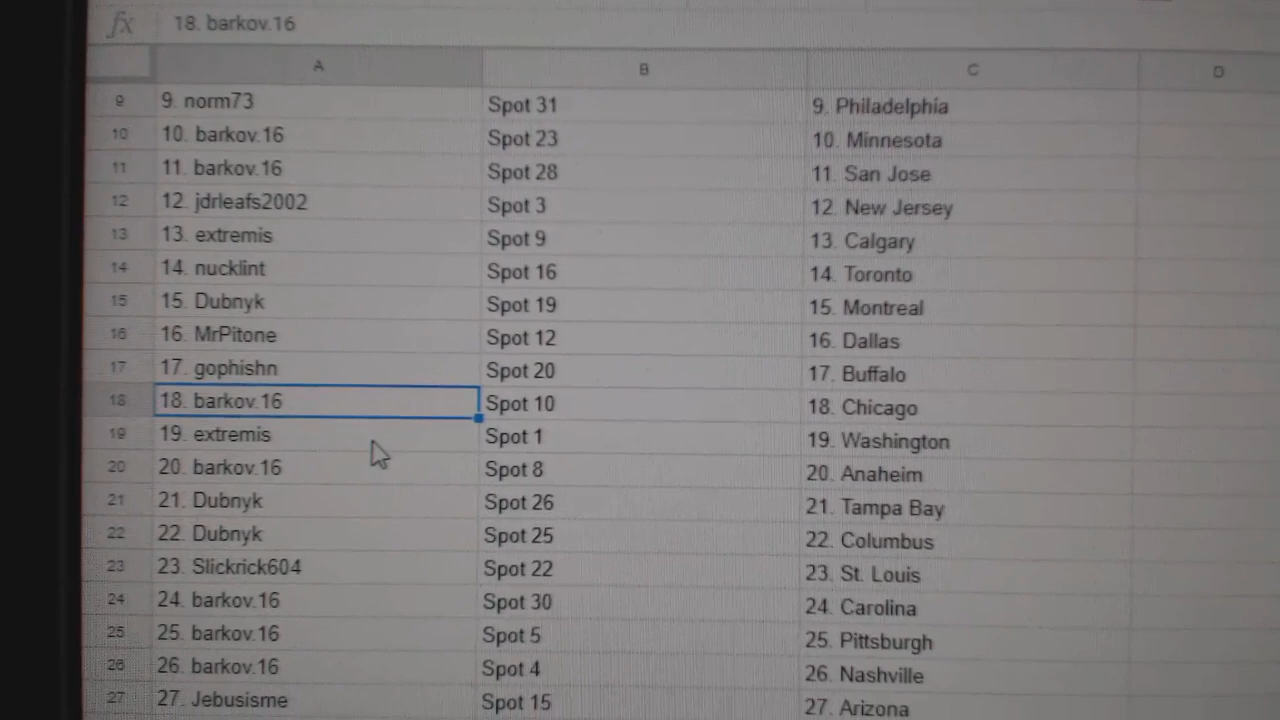 fx 18. barkov.16
A B C D
9 9. norm73 Spot 31 9. Philadelphia
10 10. barkov.16 Spot 23 10. Minnesota
11 11. barkov.16 Spot 28 11. San Jose
12 12. jdrleafs2002 Spot 3 12. New Jersey
13 13. extremis Spot 9 13. Calgary
14 14. nucklint Spot 16 14. Toronto
15 15. Dubnyk Spot 19 15. Montreal
16 16. MrPitone Spot 12 16. Dallas
17 17. gophishn Spot 20 17. Buffalo
18 18. barkov.16 Spot 10 18. Chicago
19 19. extremis Spot 1 19. Washington
20 20. barkov.16 Spot 8 20. Anaheim
21 21. Dubnyk Spot 26 21. Tampa Bay
22 22. Dubnyk Spot 25 22. Columbus
23 23. Slickrick604 Spot 22 23. St. Louis
24 24. barkov.16 Spot 30 24. Carolina
25 25. barkov.16 Spot 5 25. Pittsburgh
26 26. barkov.16 Spot 4 26. Nashville
27 27. Jebusisme Spot 15 27. Arizona